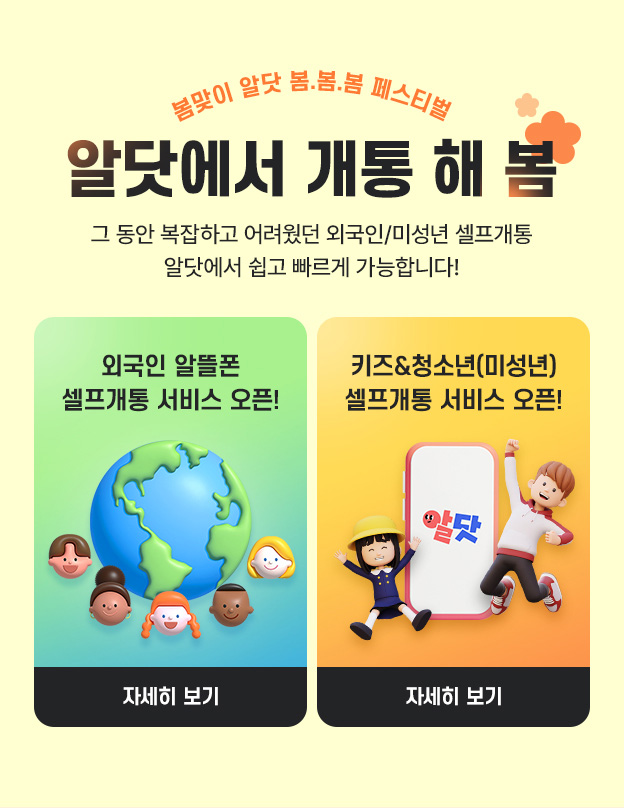 봄맞이 알닷 봄.봄.봄 페스티벌
알닷에서 개통 해 봄
그 동안 복잡하고 어려웠던 외국인/미성년 셀프개통
알닷에서 쉽고 빠르게 가능합니다!
외국인 알뜰폰
셀프개통 서비스 오픈!
자세히 보기
키즈&청소년(미성년)
셀프개통 서비스 오픈!
알닷
자세히 보기